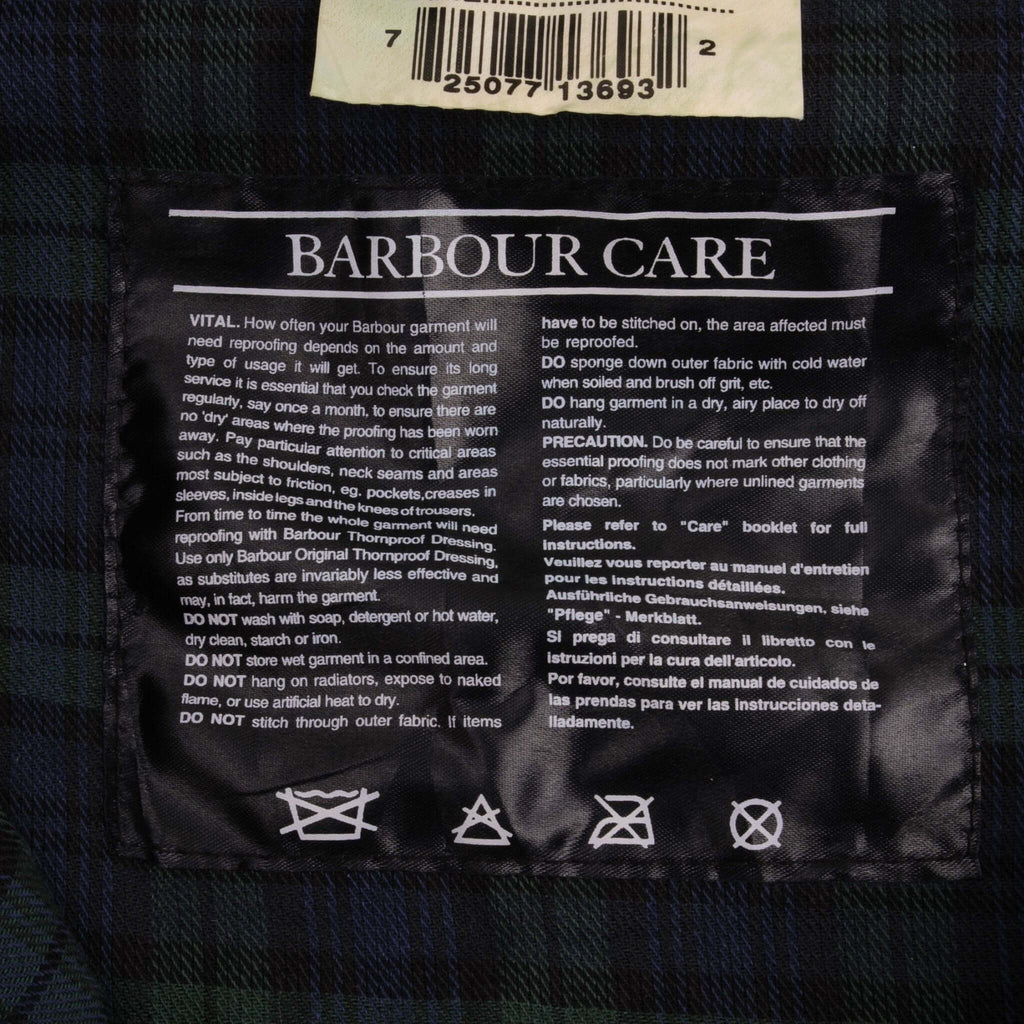 7 25077 13693 2
BARBOUR CARE
VITAL. How often your Barbour garment will
need reproofing depends on the amount and
type of usage it will get. To ensure its long
service it is essential that you check the garment
regularly, say once a month, to ensure there are
no 'dry' areas where the proofing has been worn
away. Pay particular attention to critical areas
such as the shoulders, neck seams and areas
most subject to friction, eg. pockets,creases in
sleeves, inside legs and the knees of trousers.
From time to time the whole garment will need
reproofing with Barbour Thornproof Dressing.
Use only Barbour Original Thornproof Dressing,
as substitutes are invariably less effective and
may, in fact, harm the garment.
DO NOT wash with soap, detergent or hot water,
dry clean, starch or iron.
DO NOT store wet garment in a confined area.
DO NOT hang on radiators, expose to naked
flame, or use artificial heat to dry.
DO NOT stitch through outer fabric. If items
have to be stitched on, the area affected must
be reproofed.
DO sponge down outer fabric with cold water
when soiled and brush off grit, etc.
DO hang garment in a dry, airy place to dry off
naturally.
PRECAUTION. Do be careful to ensure that the
essential proofing does not mark other clothing
or fabrics, particularly where unlined garments
are chosen.
Please refer to "Care" booklet for full
instructions.
Veuillez vous reporter au manuel d'entretien
pour les instructions détaillées.
Ausführliche Gebrauchsanweisungen, siehe
"Pflege" - Merkblatt.
Si prega di consultare il libretto con le
istruzioni per la cura dell'articolo.
Por favor, consulte el manual de cuidados de
las prendas para ver las instrucciones deta-
lladamente.